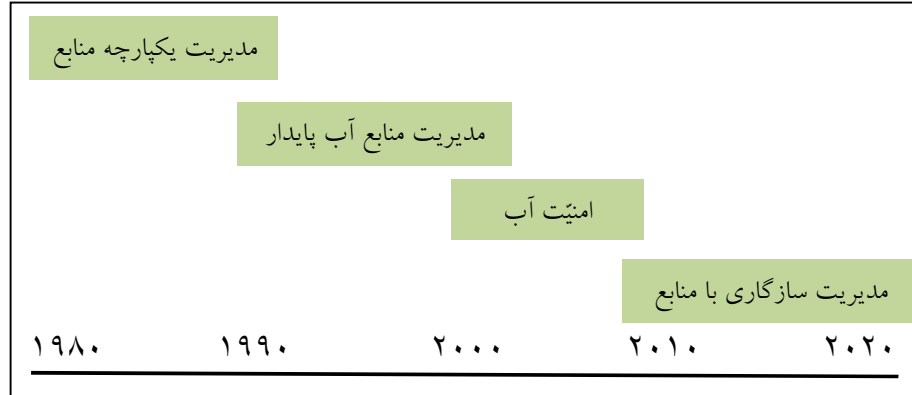 مدیریت یکپارچه منابع
مدیریت منابع آب پایدار
امنیّت آب
مدیریت سازگاری با منابع
۱۹۸۰ ۱۹۹۰ ۲۰۰۰ ۲۰۱۰ ۲۰۲۰